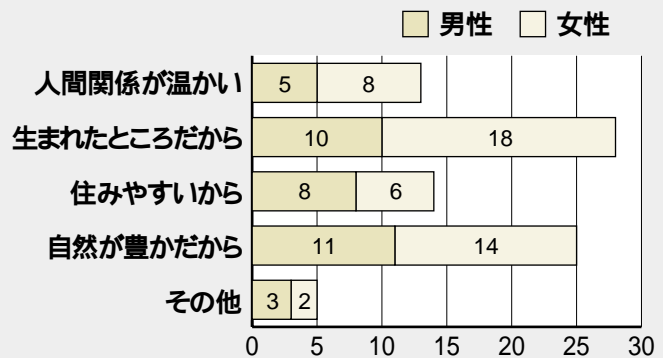 男性 女性
人間関係が温かい 5 8
生まれたところだから 10 18
住みやすいから 8 6
自然が豊かだから 11 14
その他 3 2
0 5 10 15 20 25 30